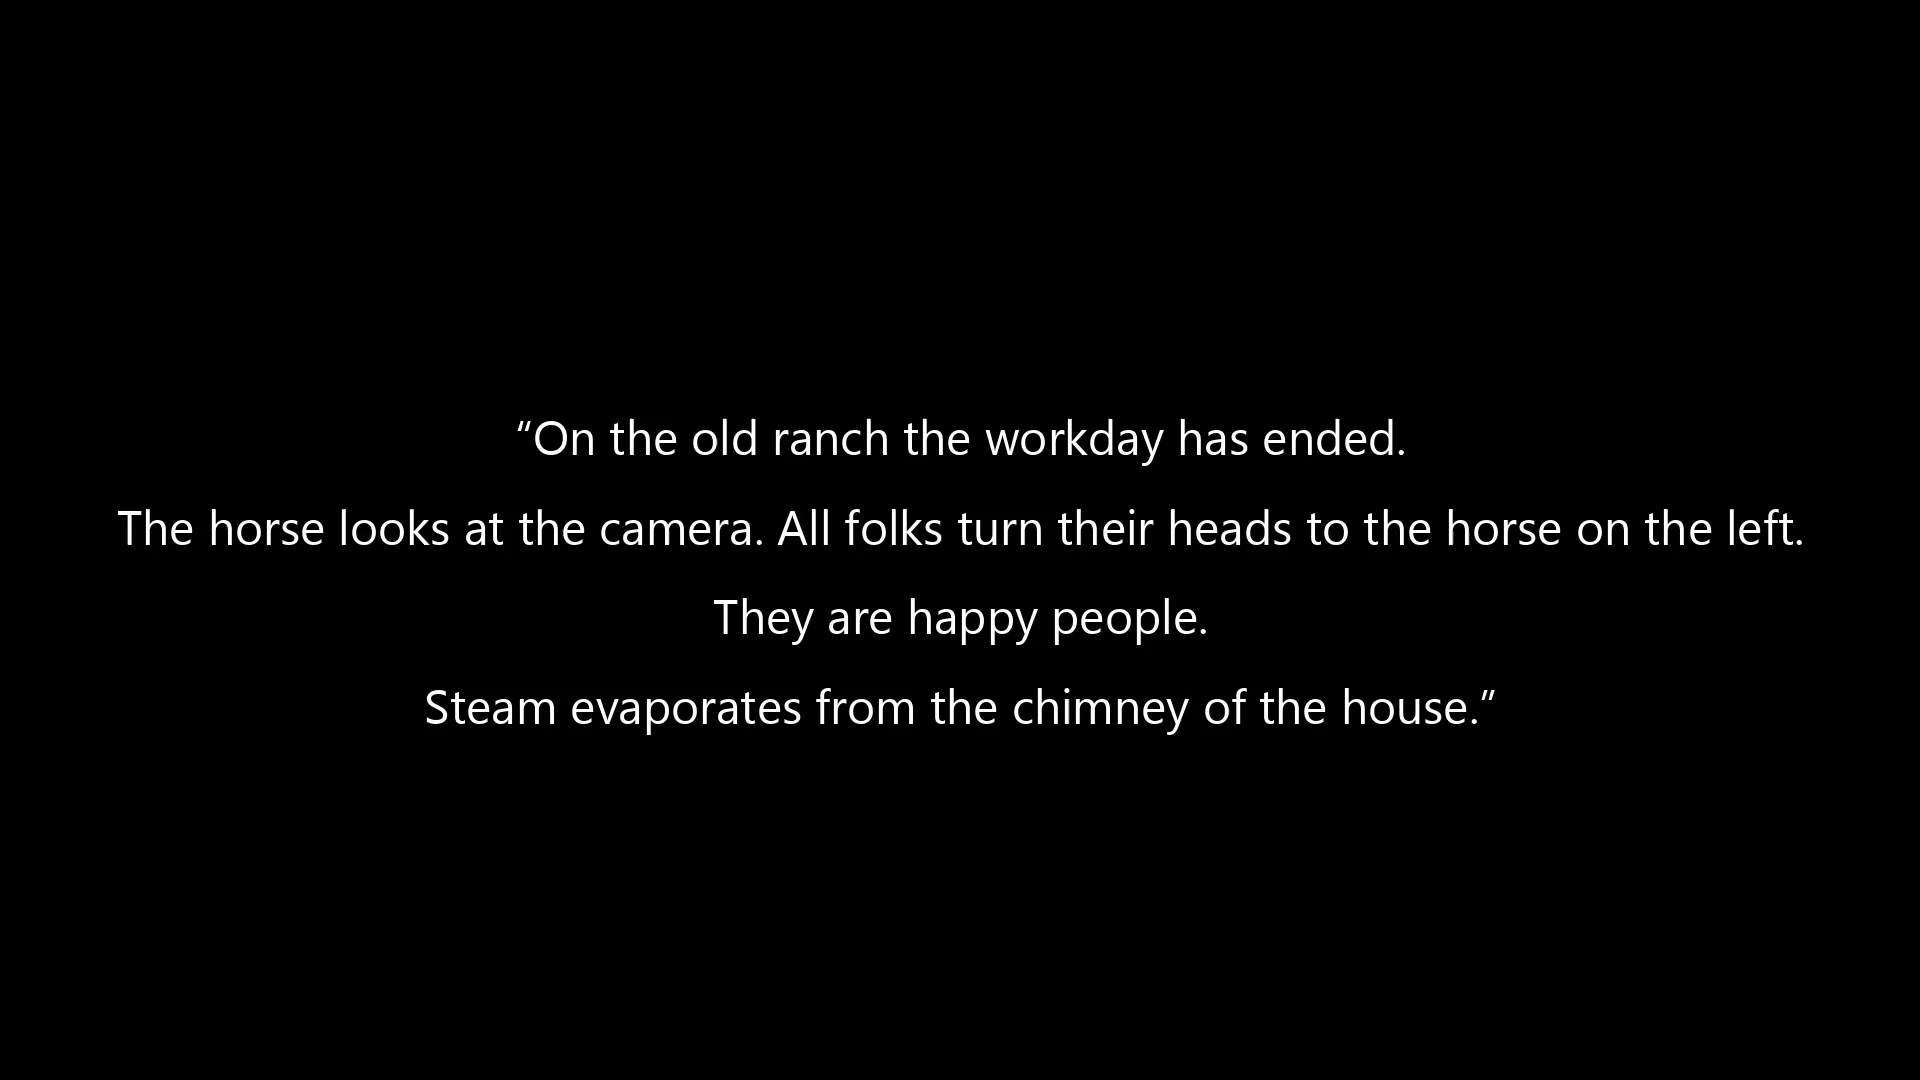 “On the old ranch the workday has ended.
The horse looks at the camera. All folks turn their heads to the horse on the left.
They are happy people.
Steam evaporates from the chimney of the house.”